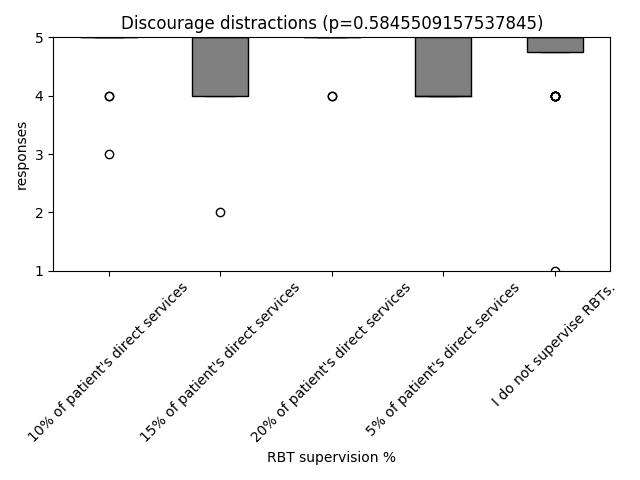 Discourage distractions (p=0.5845509157537845)
responses
5
4
3
2
1
10% of patient's direct services
15% of patient's direct services
20% of patient's direct services
5% of patient's direct services
I do not supervise RBTs.
RBT supervision %